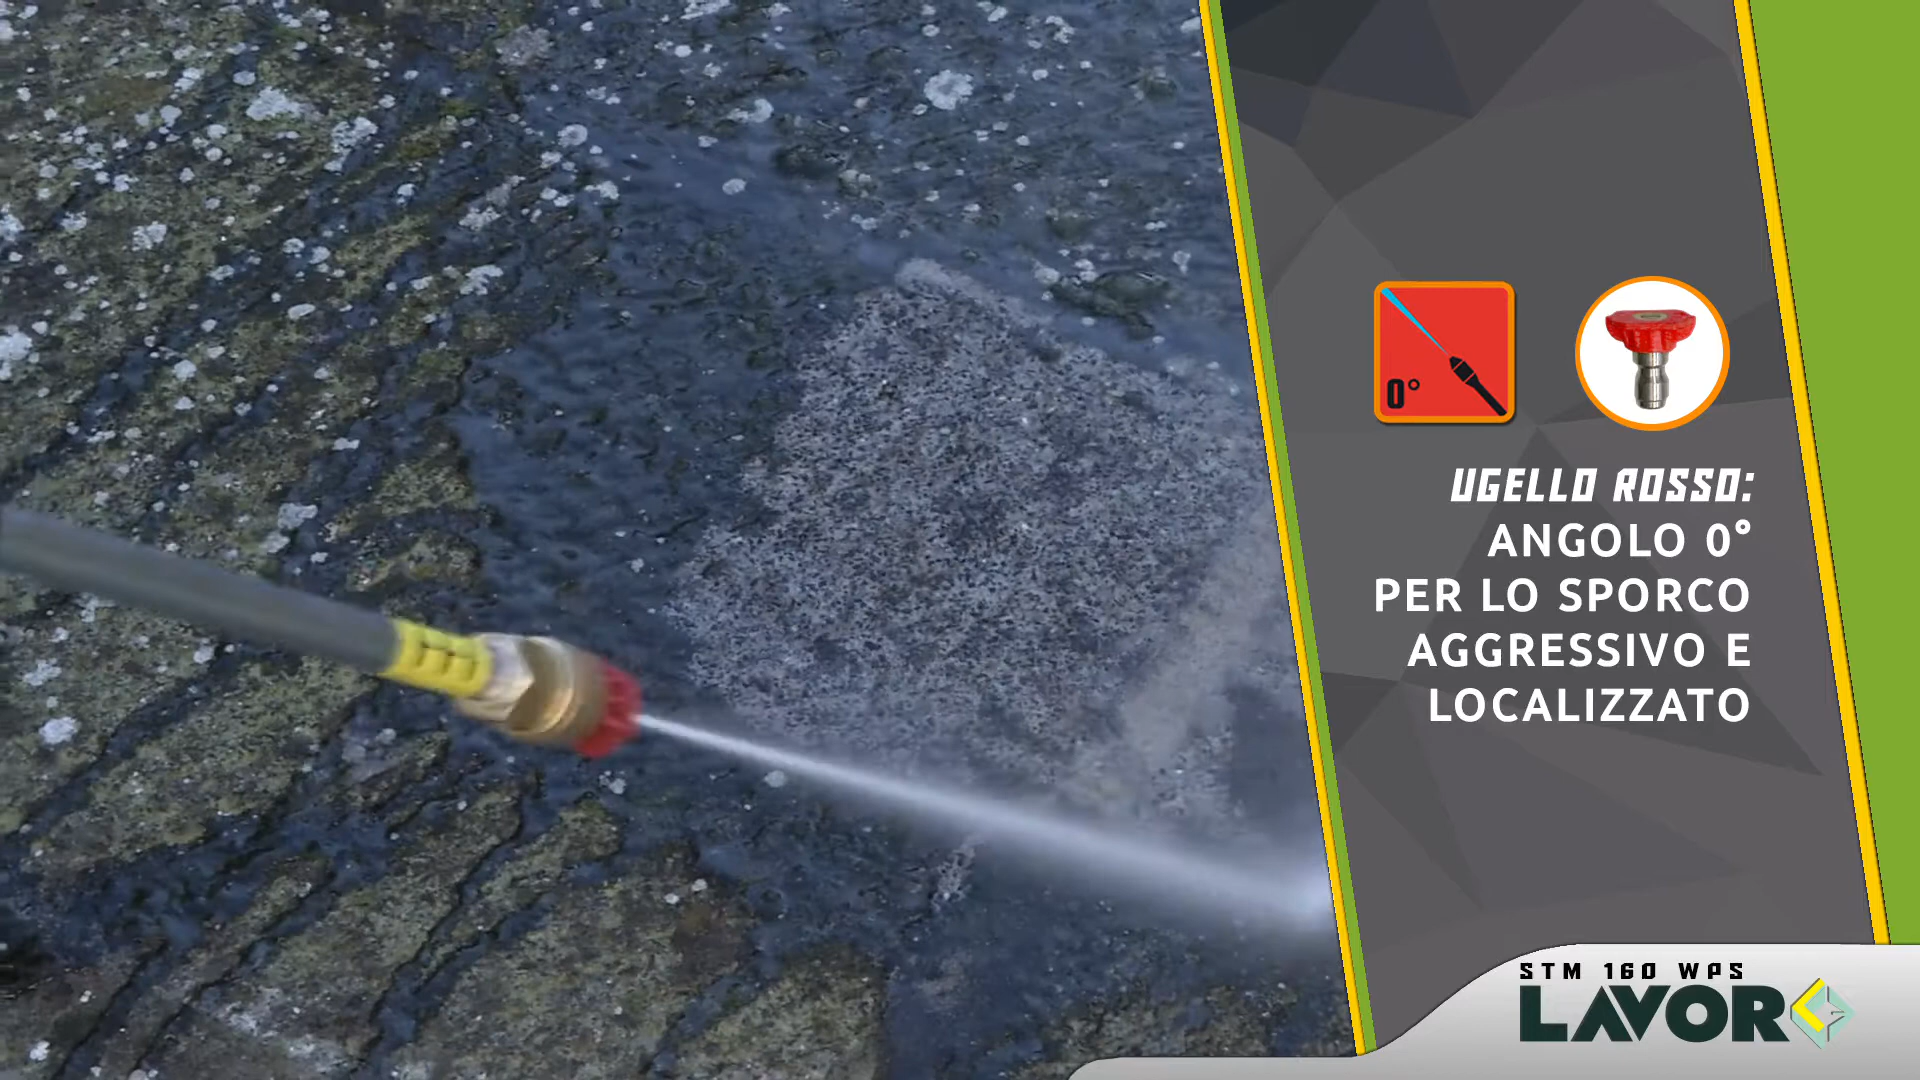 0°
UGELLO ROSSO:
ANGOLO 0°
PER LO SPORCO
AGGRESSIVO E
LOCALIZZATO
STM 160 WPS
LAVOR